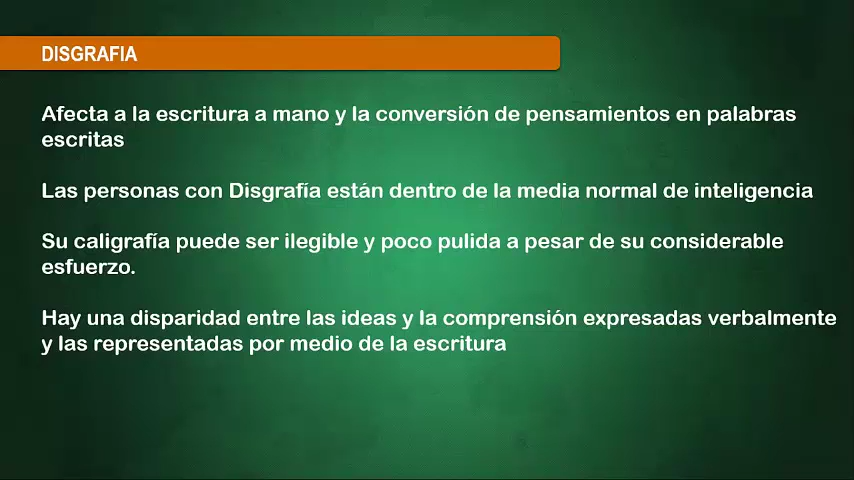 DISGRAFIA
Afecta a la escritura a mano y la conversión de pensamientos en palabras
escritas
Las personas con Disgrafía están dentro de la media normal de inteligencia
Su caligrafía puede ser ilegible y poco pulida a pesar de su considerable
esfuerzo.
Hay una disparidad entre las ideas y la comprensión expresadas verbalmente
y las representadas por medio de la escritura